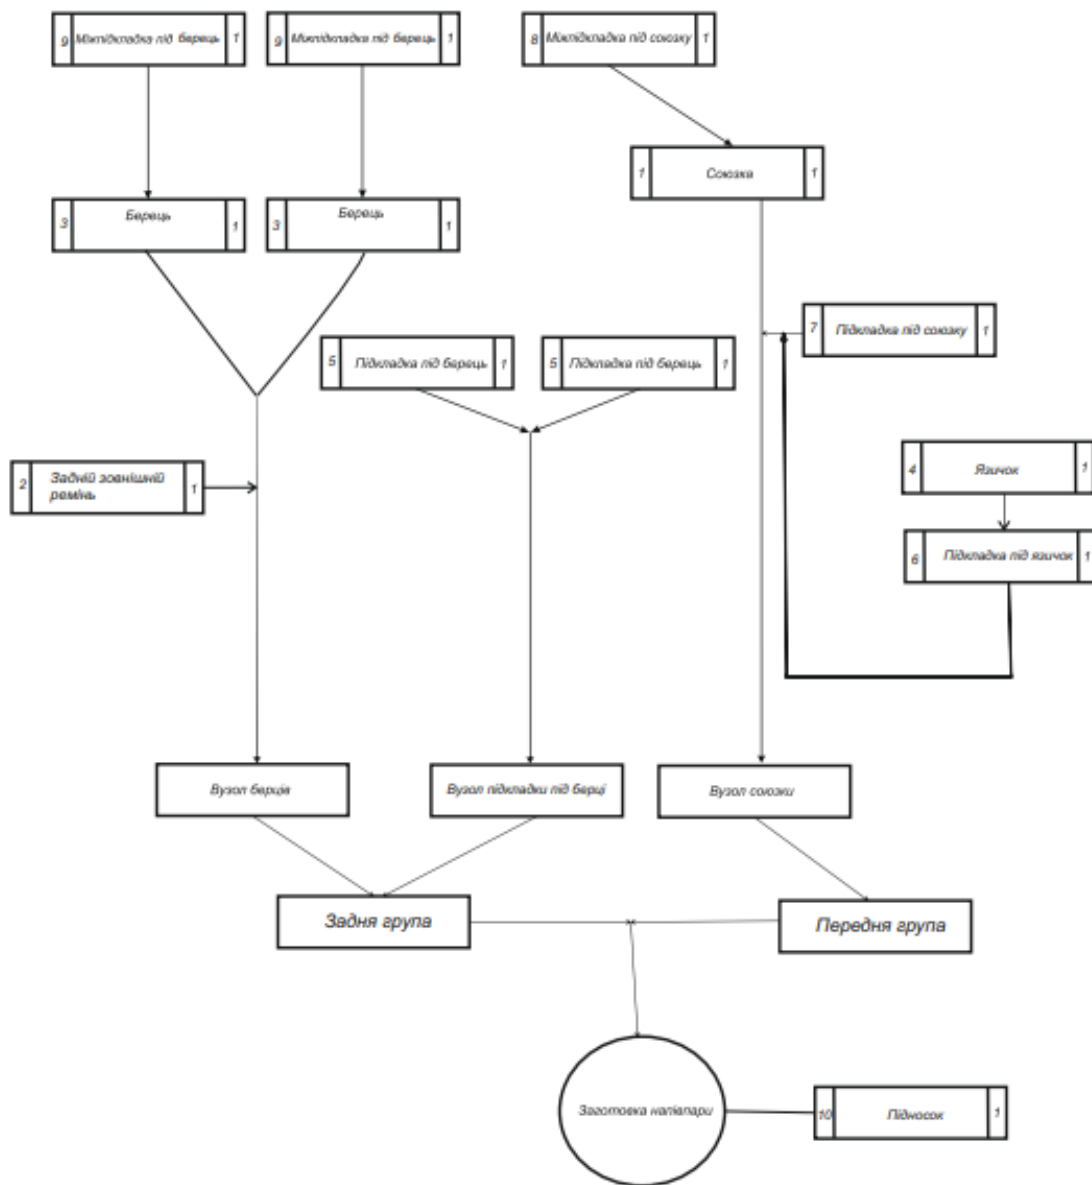 9 Міжпідкладка під берець 1
9 Міжпідкладка під берець 1
8 Міжпідкладка під союзку 1
1 Союзка 1
3 Берець 1
3 Берець 1
7 Підкладка під союзку 1
5 Підкладка під берець 1
5 Підкладка під берець 1
4 Язичок 1
2 Задній зовнішній 1
ремінь
6 Підкладка під язичок 1
Вузол берців
Вузол підкладки під берці
Вузол союзки
Задня група
Передня група
Заготовка напівпари
10 Підносок 1